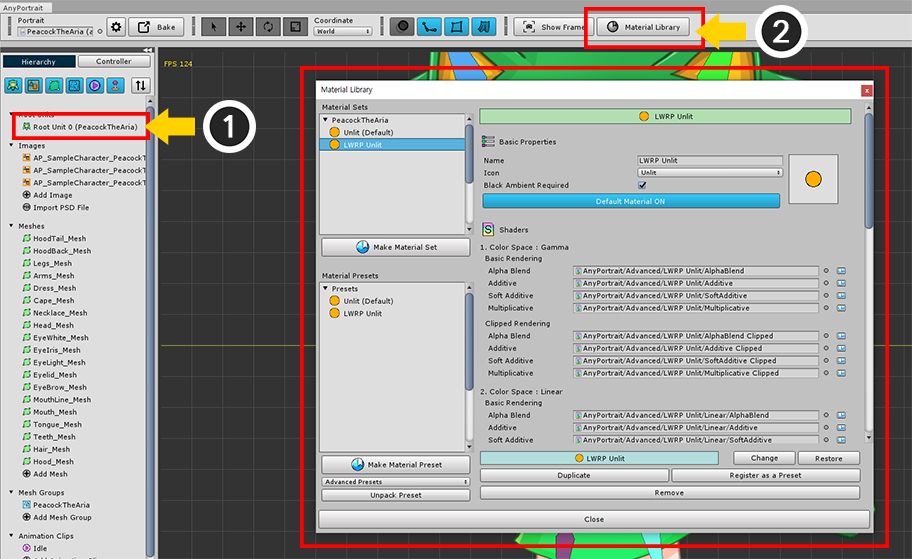 AnyPortrait
Portrait
PeacockTheAria (a
Bake
Coordinate
World
Show Frame
Material Library
2
Hierarchy
Controller
FPS 124
Root Units
Root Unit 0 (PeacockTheAria)
1
Images
AP_SampleCharacter_PeacockT
AP_SampleCharacter_PeacockT
AP_SampleCharacter_PeacockT
Add Image
Import PSD File
Meshes
HoodTail_Mesh
HoodBack_Mesh
Legs_Mesh
Arms_Mesh
Dress_Mesh
Cape_Mesh
Necklace_Mesh
Head_Mesh
EyeWhite_Mesh
EyeIris_Mesh
EyeLight_Mesh
Eyelid_Mesh
EyeBrow_Mesh
MouthLine_Mesh
Mouth_Mesh
Tongue_Mesh
Teeth_Mesh
Hair_Mesh
Hood_Mesh
Add Mesh
Mesh Groups
PeacockTheAria
Add Mesh Group
Animation Clips
Idle
Material Library
x
Material Sets
PeacockTheAria
Unlit (Default)
LWRP Unlit
Make Material Set
Material Presets
Presets
Unlit (Default)
LWRP Unlit
Make Material Preset
Advanced Presets
Unpack Preset
LWRP Unlit
Basic Properties
Name
LWRP Unlit
Icon
Unlit
Black Ambient Required
Default Material ON
S
Shaders
1. Color Space : Gamma
Basic Rendering
Alpha Blend
AnyPortrait/Advanced/LWRP Unlit/AlphaBlend
Additive
AnyPortrait/Advanced/LWRP Unlit/Additive
Soft Additive
AnyPortrait/Advanced/LWRP Unlit/SoftAdditive
Multiplicative
AnyPortrait/Advanced/LWRP Unlit/Multiplicative
Clipped Rendering
Alpha Blend
AnyPortrait/Advanced/LWRP Unlit/AlphaBlend Clipped
Additive
AnyPortrait/Advanced/LWRP Unlit/Additive Clipped
Soft Additive
AnyPortrait/Advanced/LWRP Unlit/SoftAdditive Clipped
Multiplicative
AnyPortrait/Advanced/LWRP Unlit/Multiplicative Clipped
2. Color Space : Linear
Basic Rendering
Alpha Blend
AnyPortrait/Advanced/LWRP Unlit/Linear/AlphaBlend
Additive
AnyPortrait/Advanced/LWRP Unlit/Linear/Additive
Soft Additive
AnyPortrait/Advanced/LWRP Unlit/Linear/SoftAdditive
LWRP Unlit
Change
Restore
Duplicate
Register as a Preset
Remove
Close